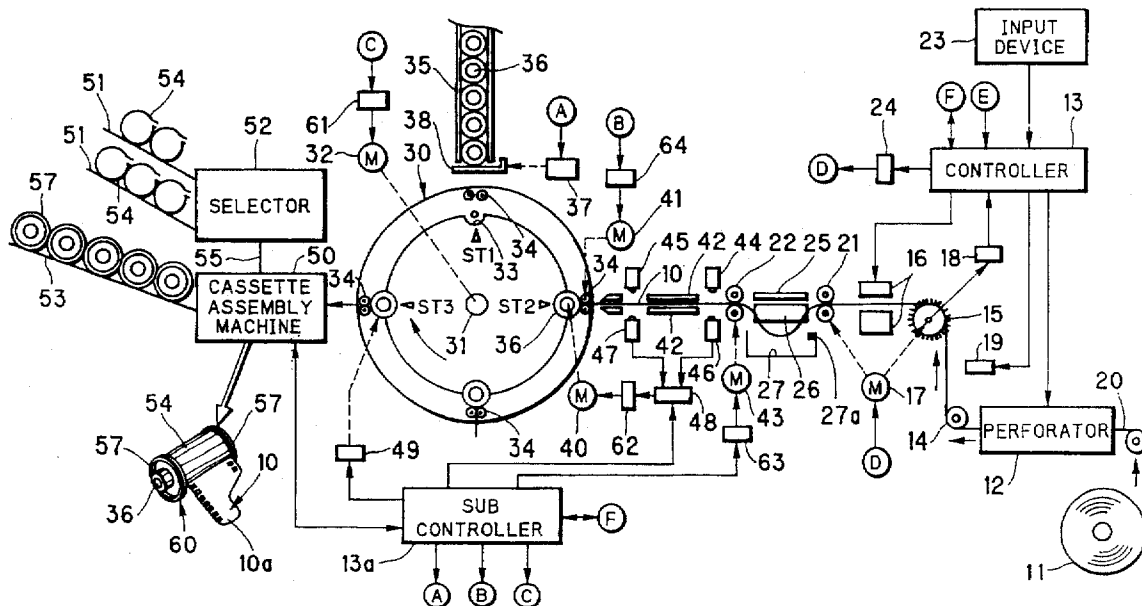 INPUT
DEVICE
23
C
35
36
51
54
52
61
38
A
B
F
E
24
13
32
M
30
37
64
D
CONTROLLER
51
54
SELECTOR
41
M
57
34
45
42
10
44
22
25
21
16
18
55
50
ST1
33
34
34
53
CASSETTE
ASSEMBLY
MACHINE
34
ST3
ST2
15
31
36
47
42
46
27
26
19
M
43
27a
M
17
20
54
57
49
34
M
40
62
48
63
14
PERFORATOR
57
10
D
12
36
60
10a
SUB
CONTROLLER
F
13a
11
A
B
C